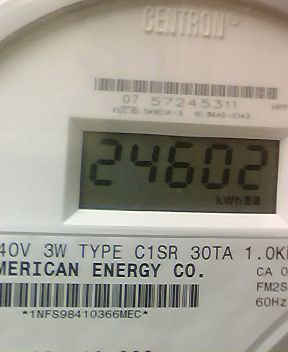 CENTRON
07 57245311
24602
kWh
40V 3W TYPE C1SR 30TA 1.0K
MERICAN ENERGY CO.
CA 0
FM2S
60Hz
*1NFS98410366MEC*